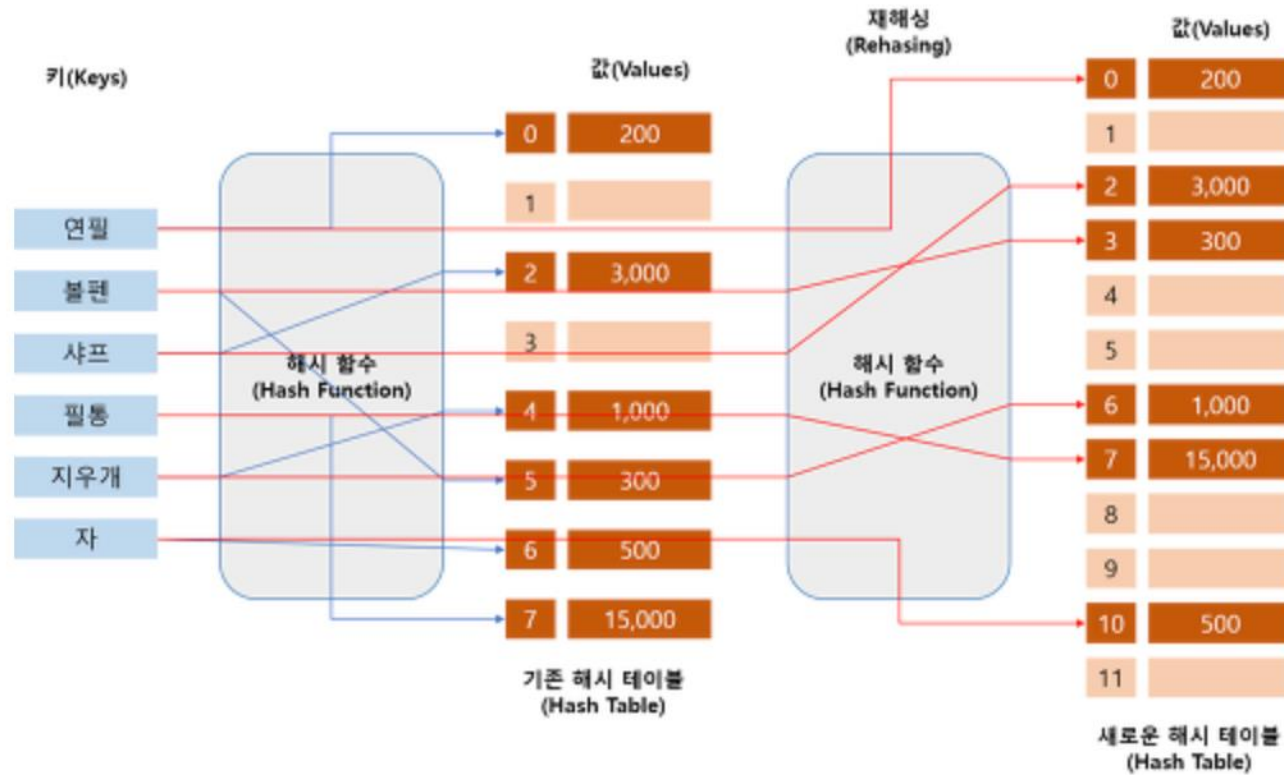 키(Keys)
연필
볼펜
샤프
필통
지우개
자
해시 함수
(Hash Function)
값(Values)
0 200
1
2 3,000
3
4 1,000
5 300
6 500
7 15,000
기존 해시 테이블
(Hash Table)
재해싱
(Rehasing)
해시 함수
(Hash Function)
값(Values)
0 200
1
2 3,000
3 300
4
5
6 1,000
7 15,000
8
9
10 500
11
새로운 해시 테이블
(Hash Table)